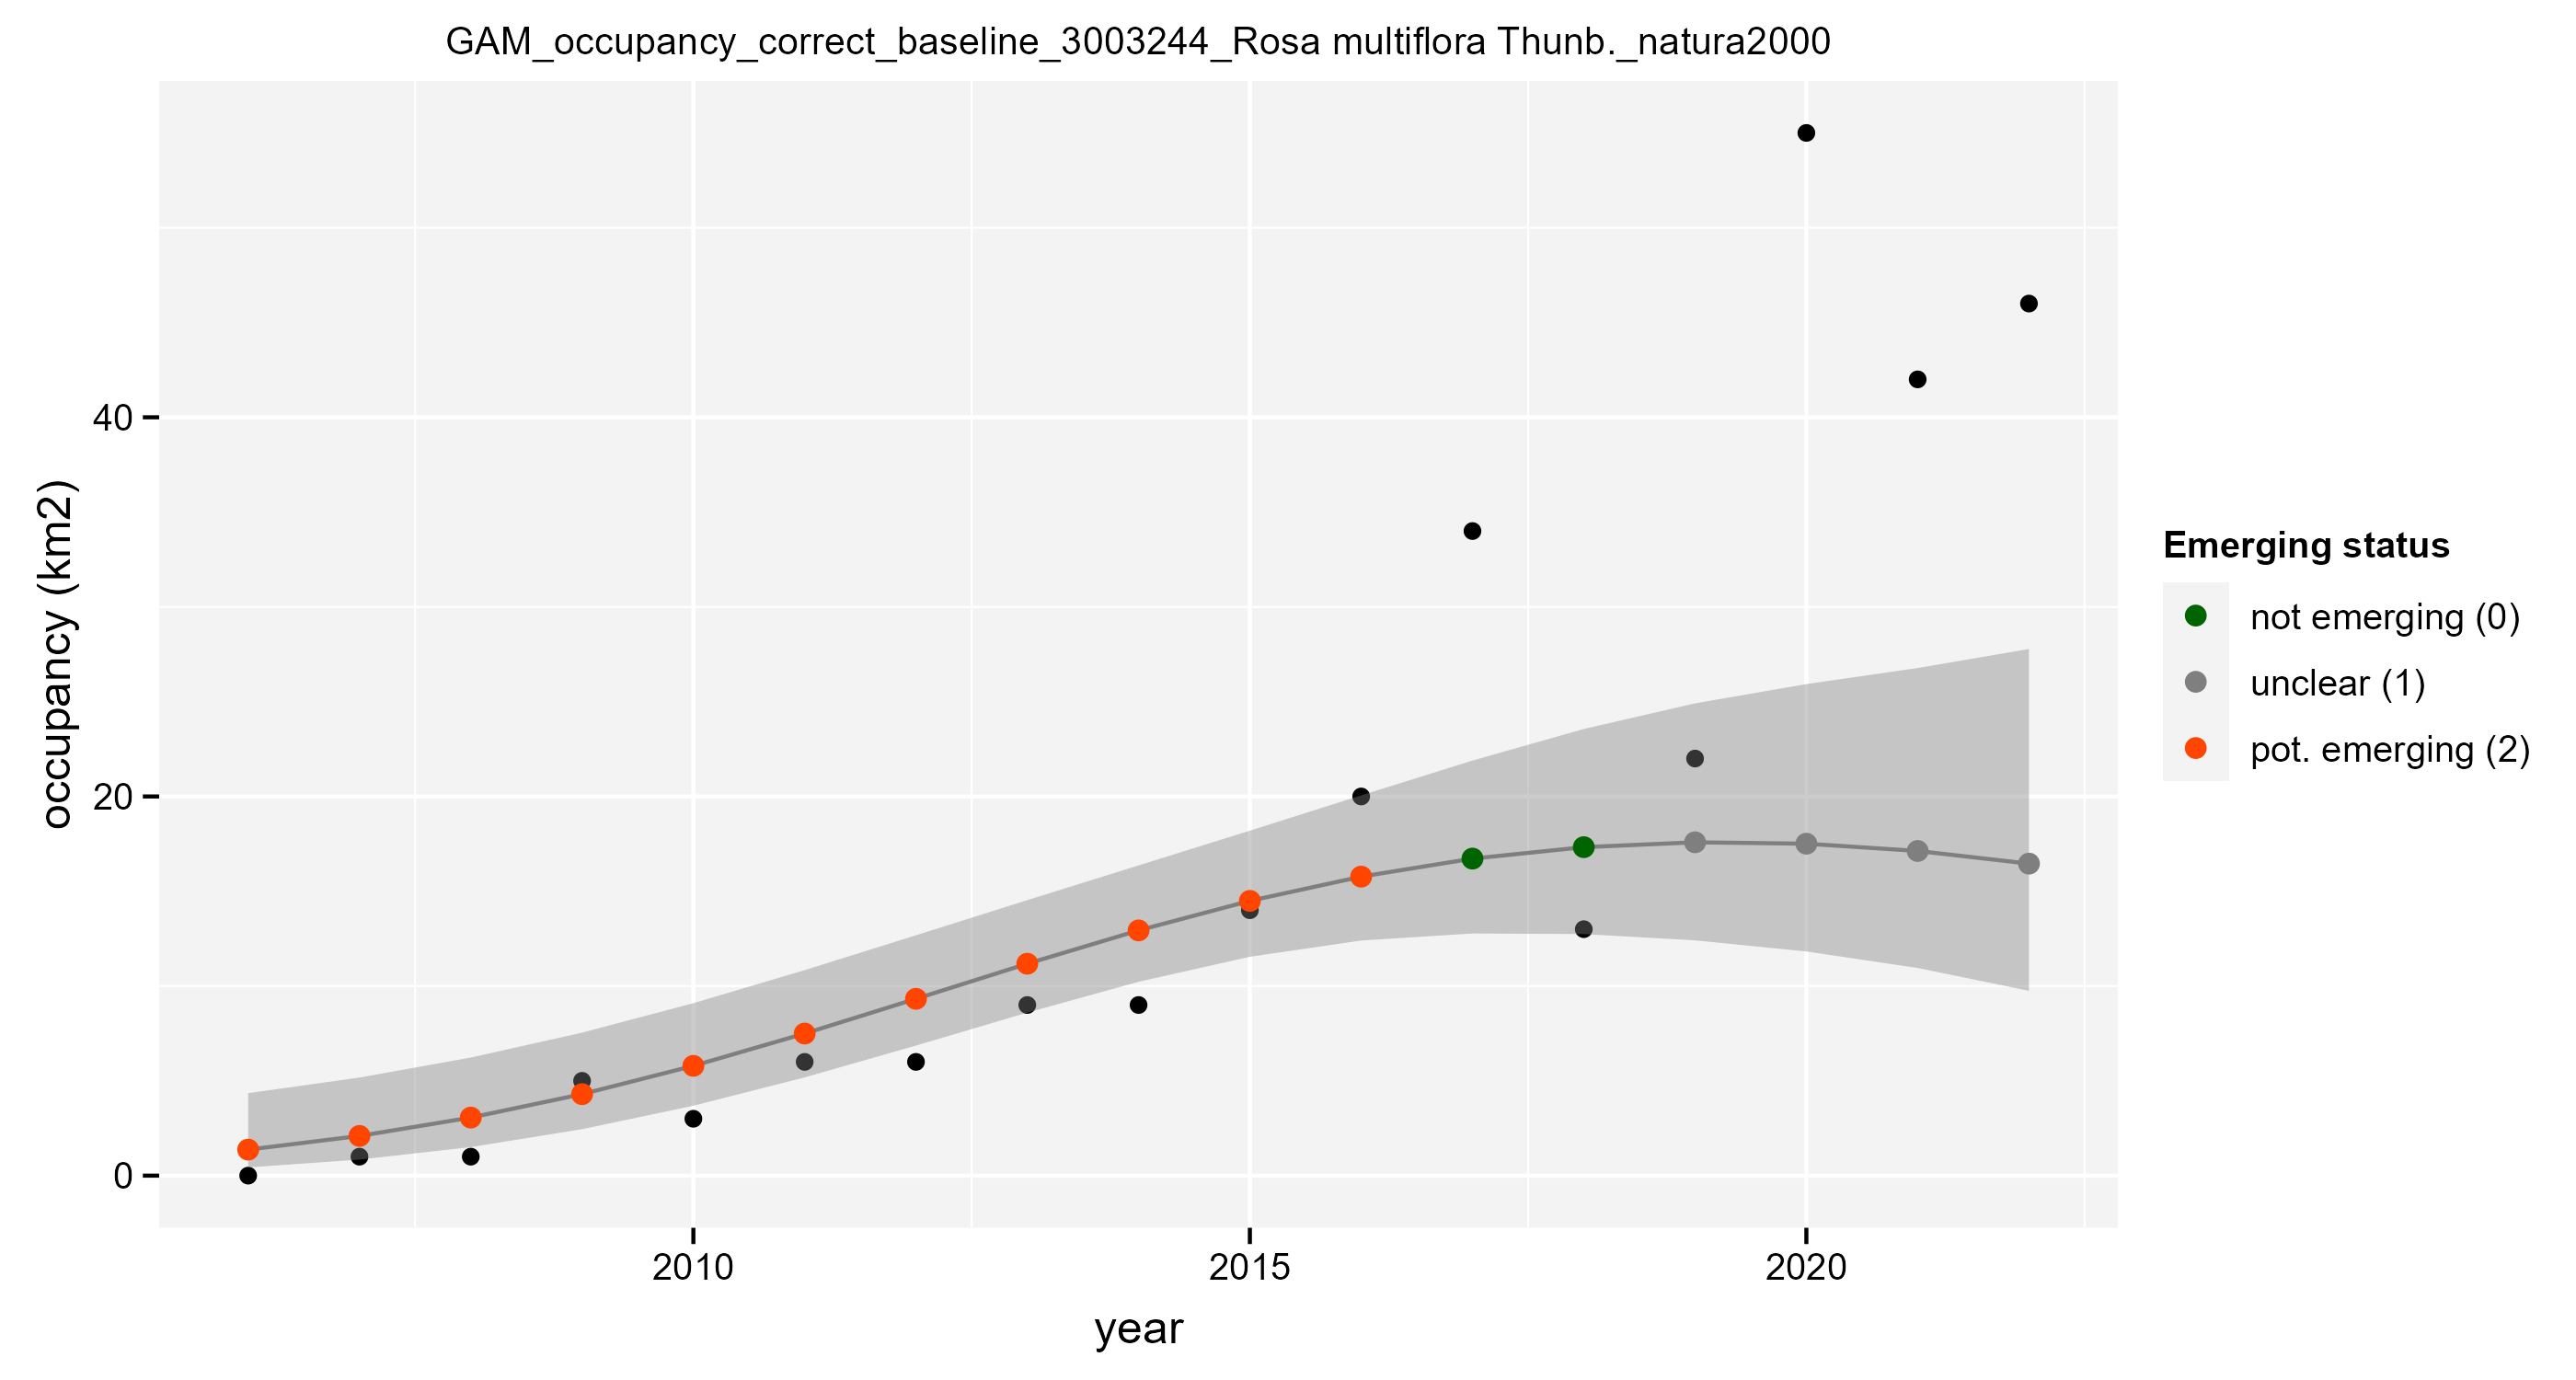 GAM_occupancy_correct_baseline_3003244_Rosa multiflora Thunb._natura2000
occupancy (km2)
40
20
0
2010
2015
2020
year
Emerging status
not emerging (0)
unclear (1)
pot. emerging (2)